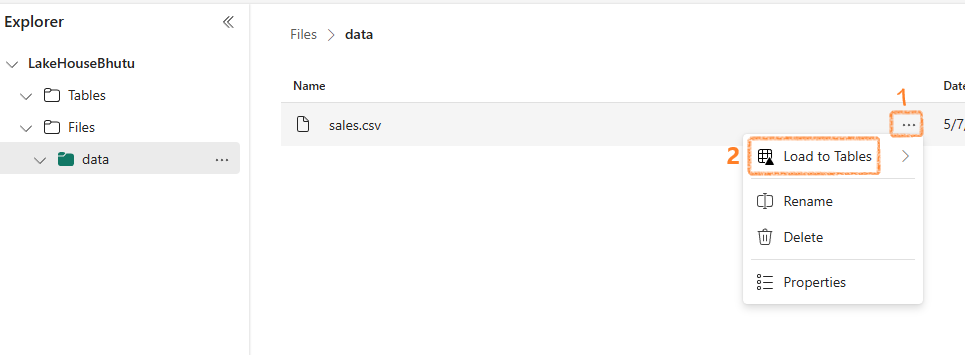 Explorer
LakeHouseBhutu
Tables
Files
data
...
Files > data
Name
Date
sales.csv
...
5/7,
1
2
Load to Tables
Rename
Delete
Properties